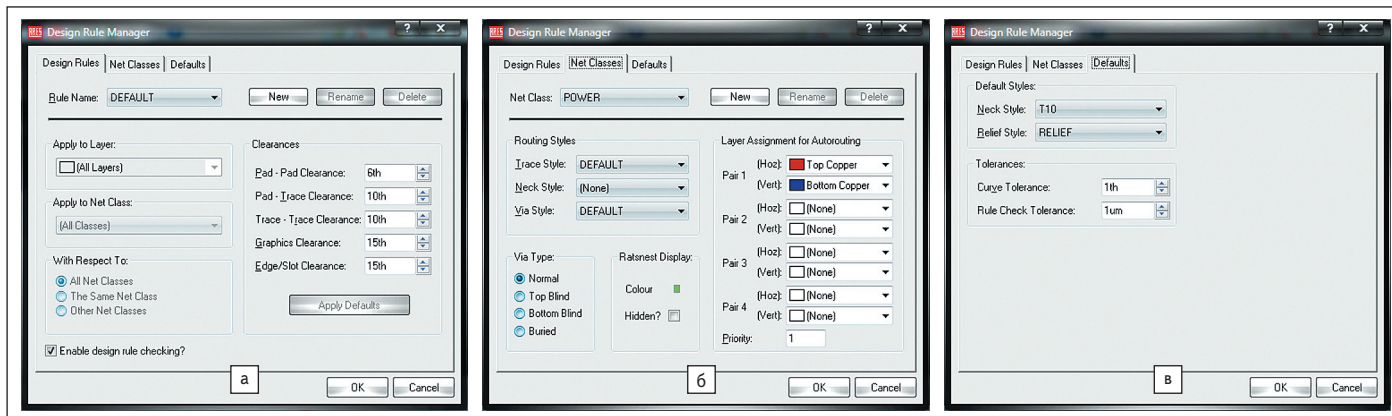 ARES Design Rule Manager ? X
Design Rules Net Classes Defaults
Rule Name: DEFAULT New Rename Delete
Apply to Layer:
(All Layers)
Apply to Net Class:
(All Classes)
With Respect To:
All Net Classes
The Same Net Class
Other Net Classes
Clearances
Pad - Pad Clearance: 6th
Pad - Trace Clearance: 10th
Trace - Trace Clearance: 10th
Graphics Clearance: 15th
Edge/Slot Clearance: 15th
Apply Defaults
Enable design rule checking?
а
OK Cancel
ARES Design Rule Manager ? X
Design Rules Net Classes Defaults
Net Class: POWER New Rename Delete
Routing Styles
Trace Style: DEFAULT
Neck Style: (None)
Via Style: DEFAULT
Via Type:
Normal
Top Blind
Bottom Blind
Buried
Ratsnest Display:
Colour
Hidden?
Layer Assignment for Autorouting
Pair 1 (Hoz): Top Copper
(Vert): Bottom Copper
Pair 2 (Hoz): (None)
(Vert): (None)
Pair 3 (Hoz): (None)
(Vert): (None)
Pair 4 (Hoz): (None)
(Vert): (None)
Priority: 1
б
OK Cancel
ARES Design Rule Manager ? X
Design Rules Net Classes Defaults
Default Styles:
Neck Style: T10
Relief Style: RELIEF
Tolerances:
Curve Tolerance: 1th
Rule Check Tolerance: 1um
в
OK Cancel